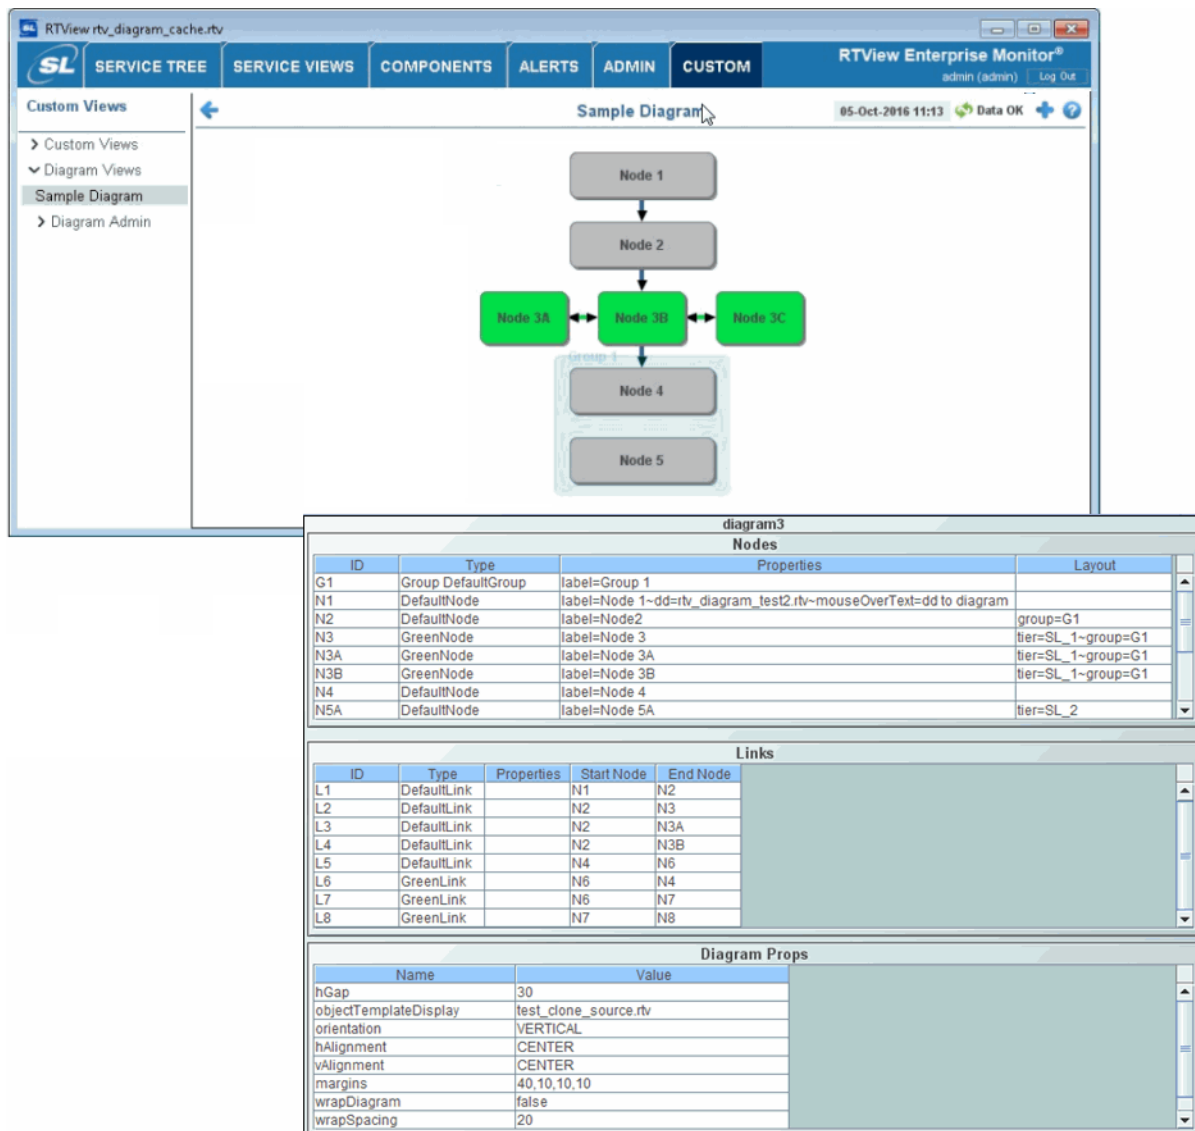 RTView rtv_diagram_cache.rtv
SL SERVICE TREE SERVICE VIEWS COMPONENTS ALERTS ADMIN CUSTOM RTView Enterprise Monitor®
admin (admin) Log Out
Custom Views
Sample Diagram 05-Oct-2016 11:13 Data OK
Custom Views
Diagram Views
Sample Diagram
Diagram Admin
Node 1
Node 2
Node 3A Node 3B Node 3C
Group 1
Node 4
Node 5
diagram3
Nodes
ID Type Properties Layout
G1 Group DefaultGroup label=Group 1
N1 DefaultNode label=Node 1~dd=rtv_diagram_test2.rtv~mouseOverText=dd to diagram
N2 DefaultNode label=Node2 group=G1
N3 GreenNode label=Node 3 tier=SL_1~group=G1
N3A GreenNode label=Node 3A tier=SL_1~group=G1
N3B GreenNode label=Node 3B tier=SL_1~group=G1
N4 DefaultNode label=Node 4
N5A DefaultNode label=Node 5A tier=SL_2
Links
ID Type Properties Start Node End Node
L1 DefaultLink N1 N2
L2 DefaultLink N2 N3
L3 DefaultLink N2 N3A
L4 DefaultLink N2 N3B
L5 DefaultLink N4 N6
L6 GreenLink N6 N4
L7 GreenLink N6 N7
L8 GreenLink N7 N8
Diagram Props
Name Value
hGap 30
objectTemplateDisplay test_clone_source.rtv
orientation VERTICAL
hAlignment CENTER
vAlignment CENTER
margins 40,10,10,10
wrapDiagram false
wrapSpacing 20